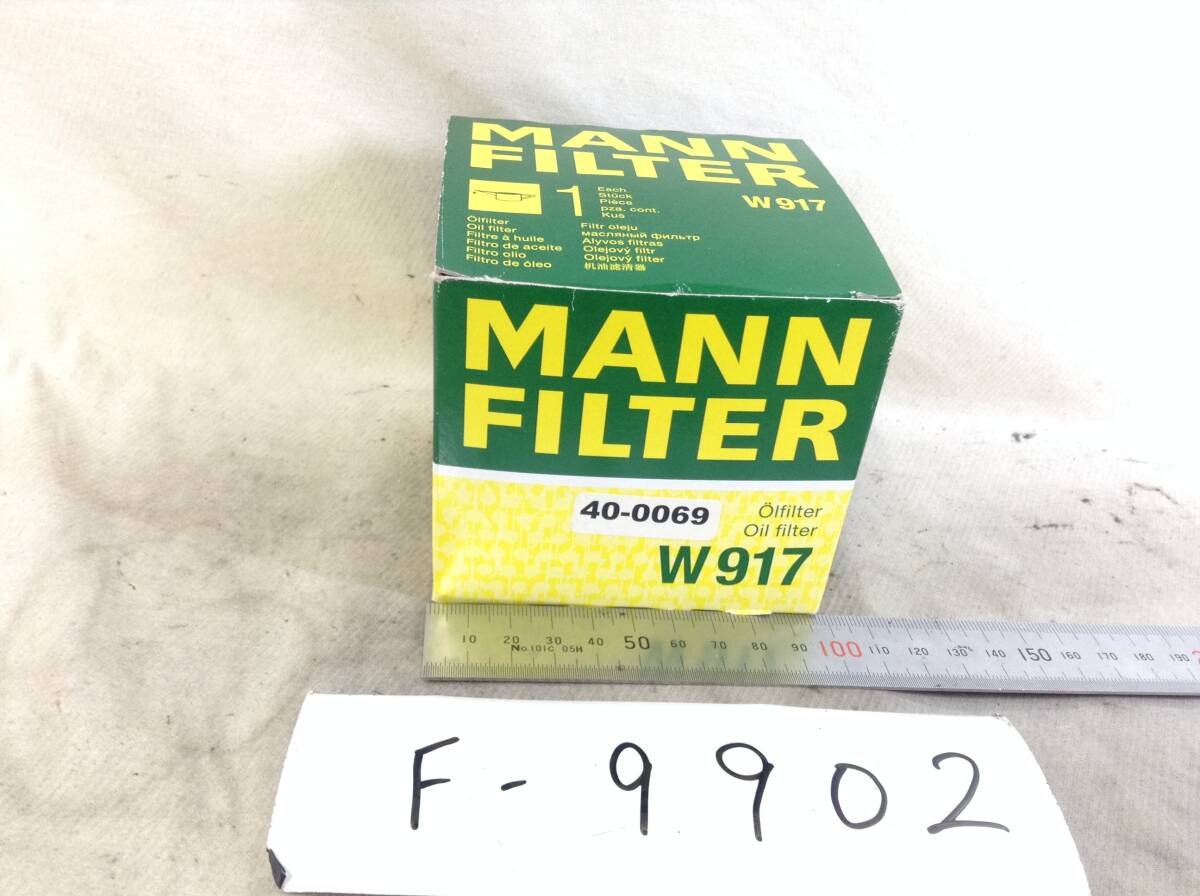 MANN
FILTER
W 917
1
Each
Stück
Pièce
pza. cont.
Kus
Ölfilter
Oil filter
Filtre à huile
Filtro de aceite
Filtro olio
Filtro de óleo
Filtr oleju
масляный фильтр
Alyvos filtras
Olejový filtr
Olejový filter
机油滤清器
MANN
FILTER
40-0069
Ölfilter
Oil filter
W 917
10 20 30 40 50 60 70 80 90 100 110 120 130 140 150 160 170 180 190
No.101C 05H
F-9902